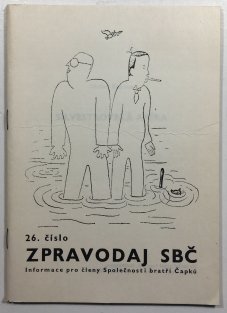 26. číslo
ZPRAVODAJ SBČ
Informace pro členy Společnosti bratří Čapků